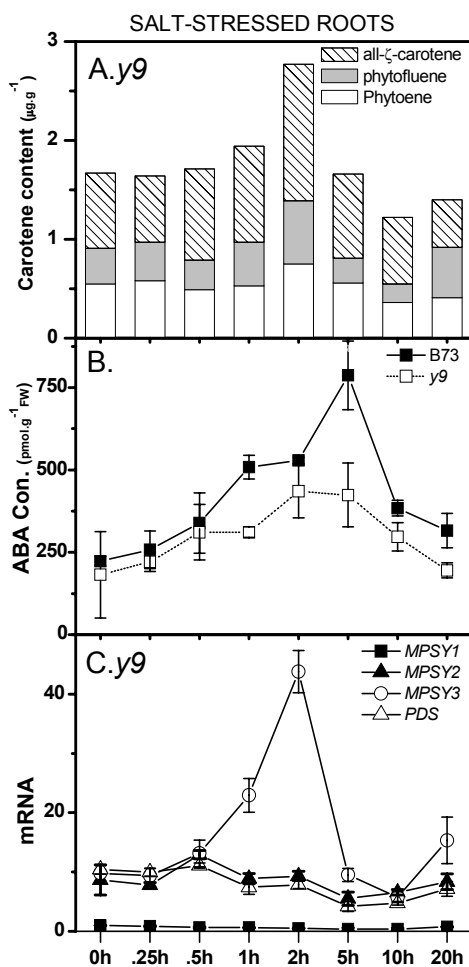 SALT-STRESSED ROOTS
A.y9
all-ζ-carotene
phytofluene
Phytoene
Carotene content (µg.g⁻¹)
3
2
1
0
B.
B73
y9
ABA Con. (pmol.g⁻¹FW)
750
500
250
0
C.y9
MPSY1
MPSY2
MPSY3
PDS
mRNA
40
20
0
0h .25h .5h 1h 2h 5h 10h 20h